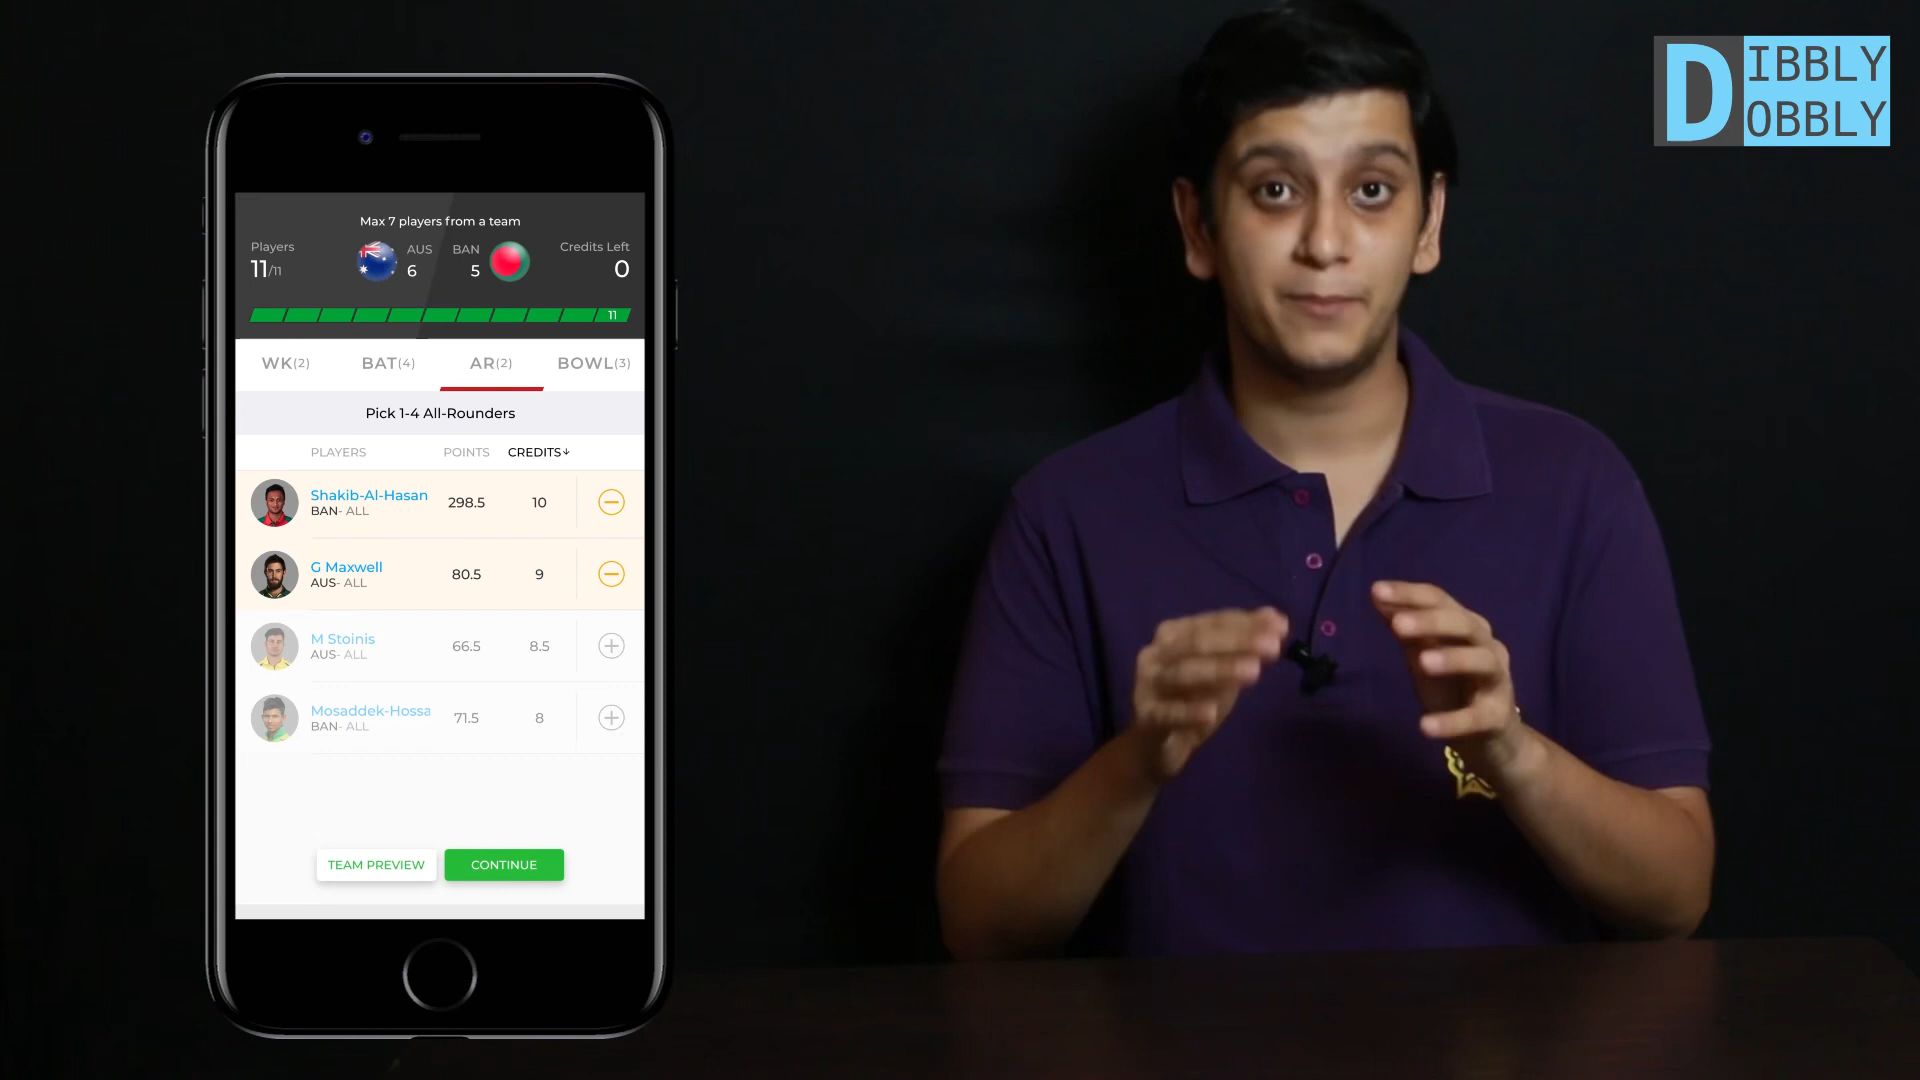 DIBBLY
DOBBLY
Max 7 players from a team
Players
11/11
AUS
6
BAN
5
Credits Left
0
11
WK(2) BAT(4) AR(2) BOWL(3)
Pick 1-4 All-Rounders
PLAYERS POINTS CREDITS↓
Shakib-Al-Hasan 298.5 10
BAN- ALL
G Maxwell 80.5 9
AUS- ALL
M Stoinis 66.5 8.5
AUS- ALL
Mosaddek-Hossa 71.5 8
BAN- ALL
TEAM PREVIEW CONTINUE